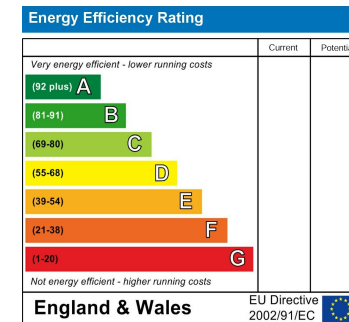 Energy Efficiency Rating
Current Potenti
Very energy efficient - lower running costs
(92 plus) A
(81-91) B
(69-80) C
(55-68) D
(39-54) E
(21-38) F
(1-20) G
Not energy efficient - higher running costs
England & Wales
EU Directive
2002/91/EC